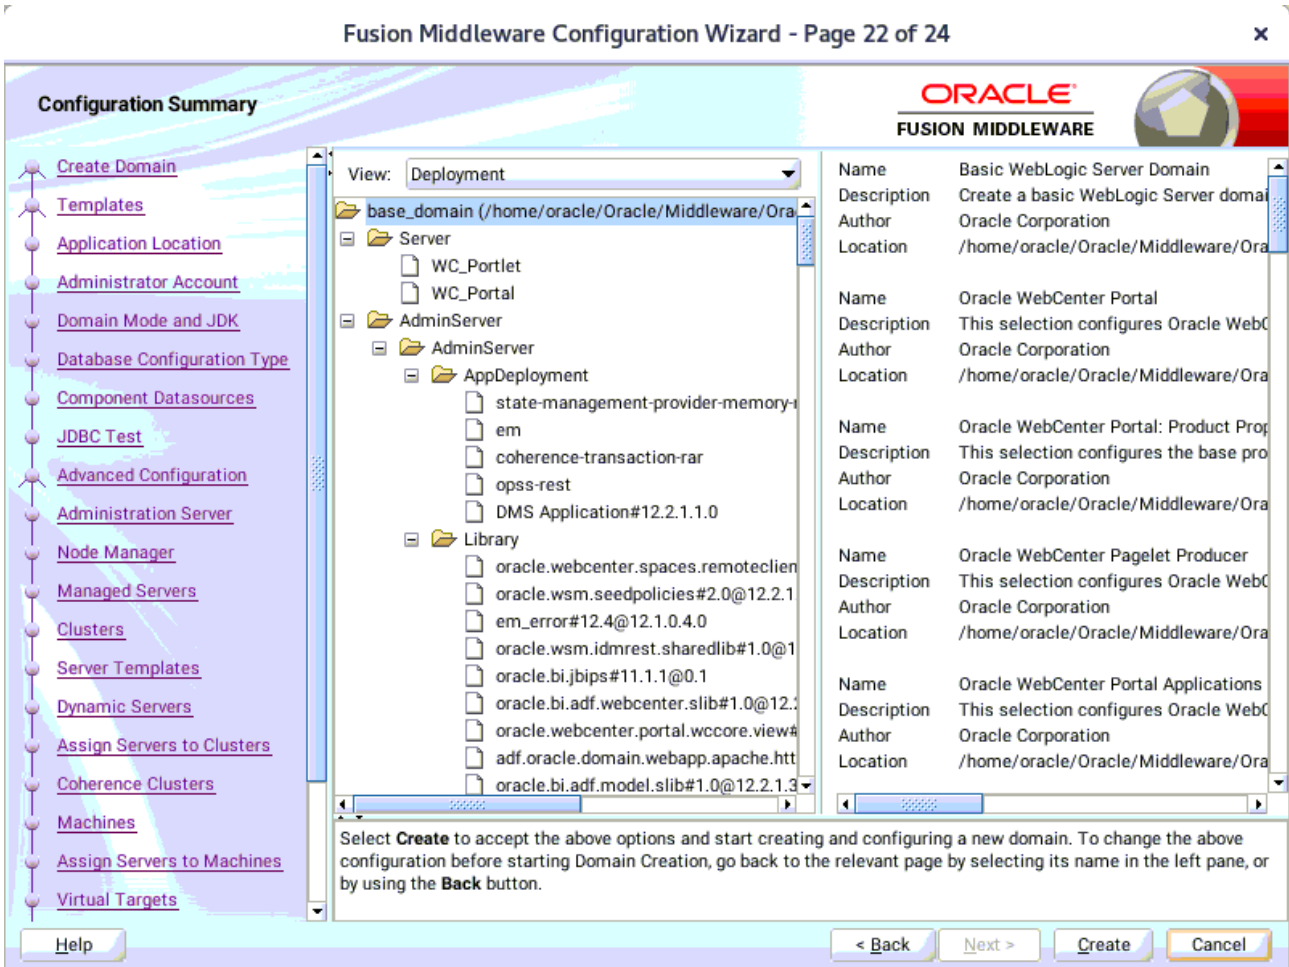 Fusion Middleware Configuration Wizard - Page 22 of 24
Configuration Summary
ORACLE
FUSION MIDDLEWARE
Create Domain
Templates
Application Location
Administrator Account
Domain Mode and JDK
Database Configuration Type
Component Datasources
JDBC Test
Advanced Configuration
Administration Server
Node Manager
Managed Servers
Clusters
Server Templates
Dynamic Servers
Assign Servers to Clusters
Coherence Clusters
Machines
Assign Servers to Machines
Virtual Targets
View: Deployment
base_domain (/home/oracle/Oracle/Middleware/Ora
Server
WC_Portlet
WC_Portal
AdminServer
AdminServer
AppDeployment
state-management-provider-memory-
em
coherence-transaction-rar
opss-rest
DMS Application#12.2.1.1.0
Library
oracle.webcenter.spaces.remoteclien
oracle.wsm.seedpolicies#2.0@12.2.1
em_error#12.4@12.1.0.4.0
oracle.wsm.idmrest.sharedlib#1.0@1
oracle.bi.jbips#11.1.1@0.1
oracle.bi.adf.webcenter.slib#1.0@12.
oracle.webcenter.portal.wccore.view#
adf.oracle.domain.webapp.apache.htt
oracle.bi.adf.model.slib#1.0@12.2.1.3
Name Basic WebLogic Server Domain
Description Create a basic WebLogic Server domai
Author Oracle Corporation
Location /home/oracle/Oracle/Middleware/Ora
Name Oracle WebCenter Portal
Description This selection configures Oracle WebC
Author Oracle Corporation
Location /home/oracle/Oracle/Middleware/Ora
Name Oracle WebCenter Portal: Product Prop
Description This selection configures the base pro
Author Oracle Corporation
Location /home/oracle/Oracle/Middleware/Ora
Name Oracle WebCenter Pagelet Producer
Description This selection configures Oracle WebC
Author Oracle Corporation
Location /home/oracle/Oracle/Middleware/Ora
Name Oracle WebCenter Portal Applications
Description This selection configures Oracle WebC
Author Oracle Corporation
Location /home/oracle/Oracle/Middleware/Ora
Select Create to accept the above options and start creating and configuring a new domain. To change the above
configuration before starting Domain Creation, go back to the relevant page by selecting its name in the left pane, or
by using the Back button.
Help
< Back
Next >
Create
Cancel